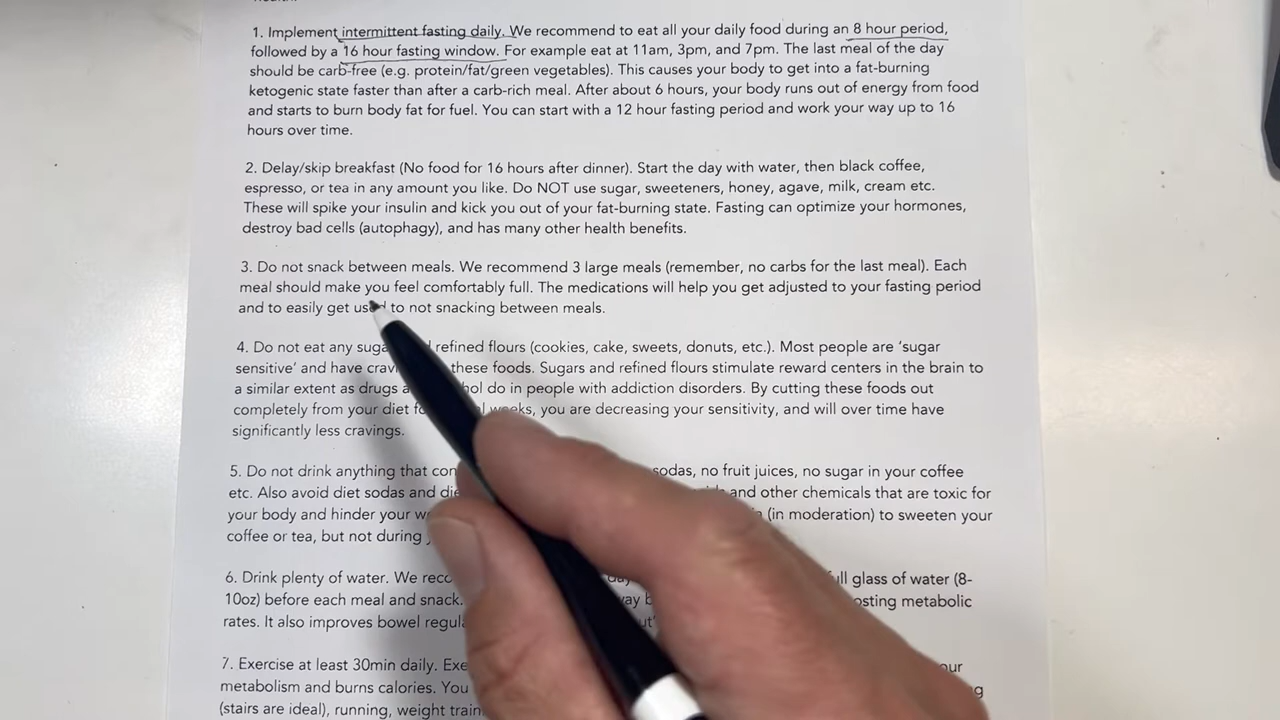 1. Implement intermittent fasting daily. We recommend to eat all your daily food during an 8 hour period,
followed by a 16 hour fasting window. For example eat at 11am, 3pm, and 7pm. The last meal of the day
should be carb-free (e.g. protein/fat/green vegetables). This causes your body to get into a fat-burning
ketogenic state faster than after a carb-rich meal. After about 6 hours, your body runs out of energy from food
and starts to burn body fat for fuel. You can start with a 12 hour fasting period and work your way up to 16
hours over time.
2. Delay/skip breakfast (No food for 16 hours after dinner). Start the day with water, then black coffee,
espresso, or tea in any amount you like. Do NOT use sugar, sweeteners, honey, agave, milk, cream etc.
These will spike your insulin and kick you out of your fat-burning state. Fasting can optimize your hormones,
destroy bad cells (autophagy), and has many other health benefits.
3. Do not snack between meals. We recommend 3 large meals (remember, no carbs for the last meal). Each
meal should make you feel comfortably full. The medications will help you get adjusted to your fasting period
and to easily get used to not snacking between meals.
4. Do not eat any refined flours (cookies, cake, sweets, donuts, etc.). Most people are ‘sugar
sensitive’ and have these foods. Sugars and refined flours stimulate reward centers in the brain to
a similar extent as drugs do in people with addiction disorders. By cutting these foods out
completely from your diet weeks, you are decreasing your sensitivity, and will over time have
significantly less cravings.
5. Do not drink anything that sodas, no fruit juices, no sugar in your coffee
etc. Also avoid diet sodas and and other chemicals that are toxic for
your body and hinder your (in moderation) to sweeten your
coffee or tea, but not during
6. Drink plenty of water. We glass of water (8-
10oz) before each meal and snack. metabolic
rates. It also improves bowel
7. Exercise at least 30min daily.
metabolism and burns calories. You
(stairs are ideal), running, weight